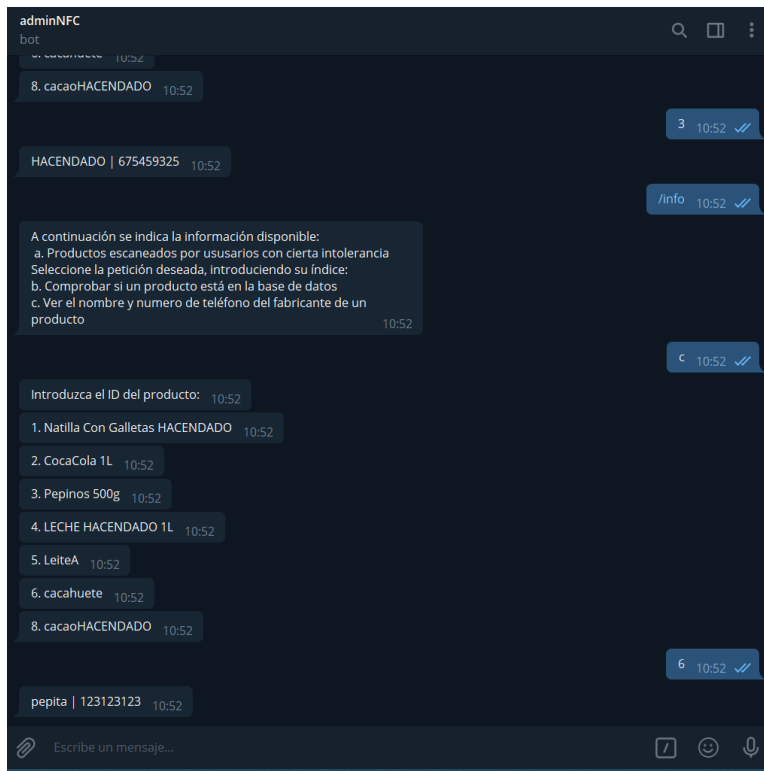 adminNFC
bot
6. cacahuete 10:52
8. cacaoHACENDADO 10:52
3 10:52
HACENDADO | 675459325 10:52
/info 10:52
A continuación se indica la información disponible:
a. Productos escaneados por ususarios con cierta intolerancia
Seleccione la petición deseada, introduciendo su índice:
b. Comprobar si un producto está en la base de datos
c. Ver el nombre y numero de teléfono del fabricante de un
producto 10:52
c 10:52
Introduzca el ID del producto: 10:52
1. Natilla Con Galletas HACENDADO 10:52
2. CocaCola 1L 10:52
3. Pepinos 500g 10:52
4. LECHE HACENDADO 1L 10:52
5. LeiteA 10:52
6. cacahuete 10:52
8. cacaoHACENDADO 10:52
6 10:52
pepita | 123123123 10:52
Escribe un mensaje...